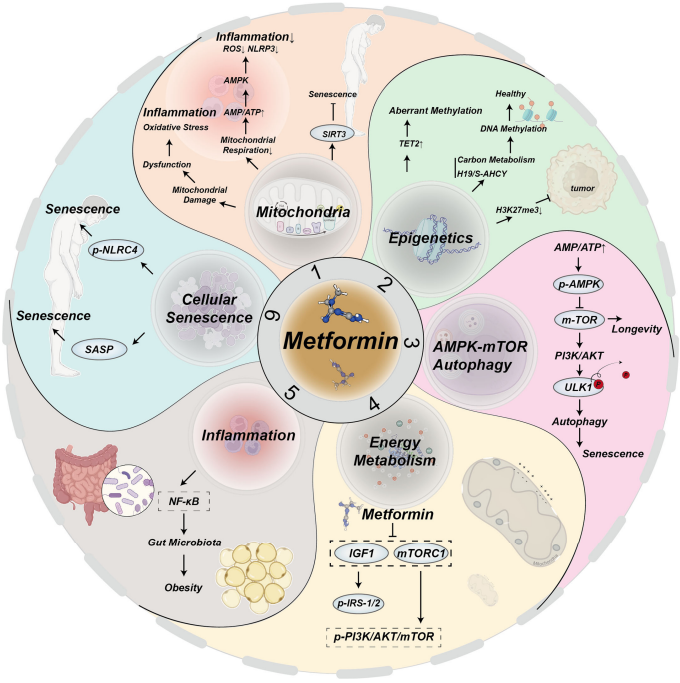 Metformin
1
2
3
4
5
6
Mitochondria
Mitochondrial
Damage
Dysfunction
Oxidative Stress
Inflammation
Mitochondrial
Respiration↓
AMP/ATP↑
AMPK
ROS↓ NLRP3↓
Inflammation↓
SIRT3
Senescence
Epigenetics
TET2↑
Aberrant Methylation
Carbon Metabolism
H19/S-AHCY
DNA Methylation
Healthy
H3K27me3↓
tumor
AMPK-mTOR
Autophagy
AMP/ATP↑
p-AMPK
m-TOR
Longevity
PI3K/AKT
ULK1
P
P
Autophagy
Senescence
Energy
Metabolism
Metformin
IGF1
mTORC1
p-IRS-1/2
p-PI3K/AKT/mTOR
Inflammation
NF-κB
Gut Microbiota
Obesity
Cellular
Senescence
p-NLRC4
Senescence
SASP
Senescence